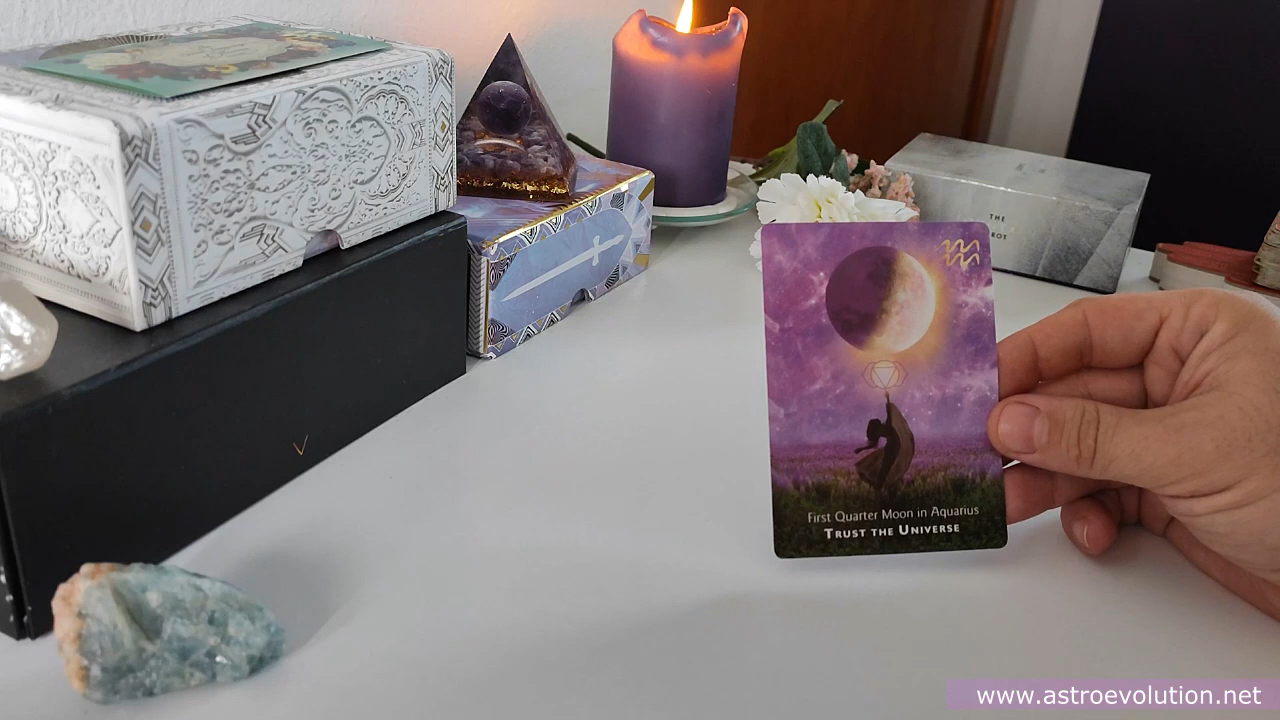 THE
First Quarter Moon in Aquarius
TRUST THE UNIVERSE
www.astroevolution.net